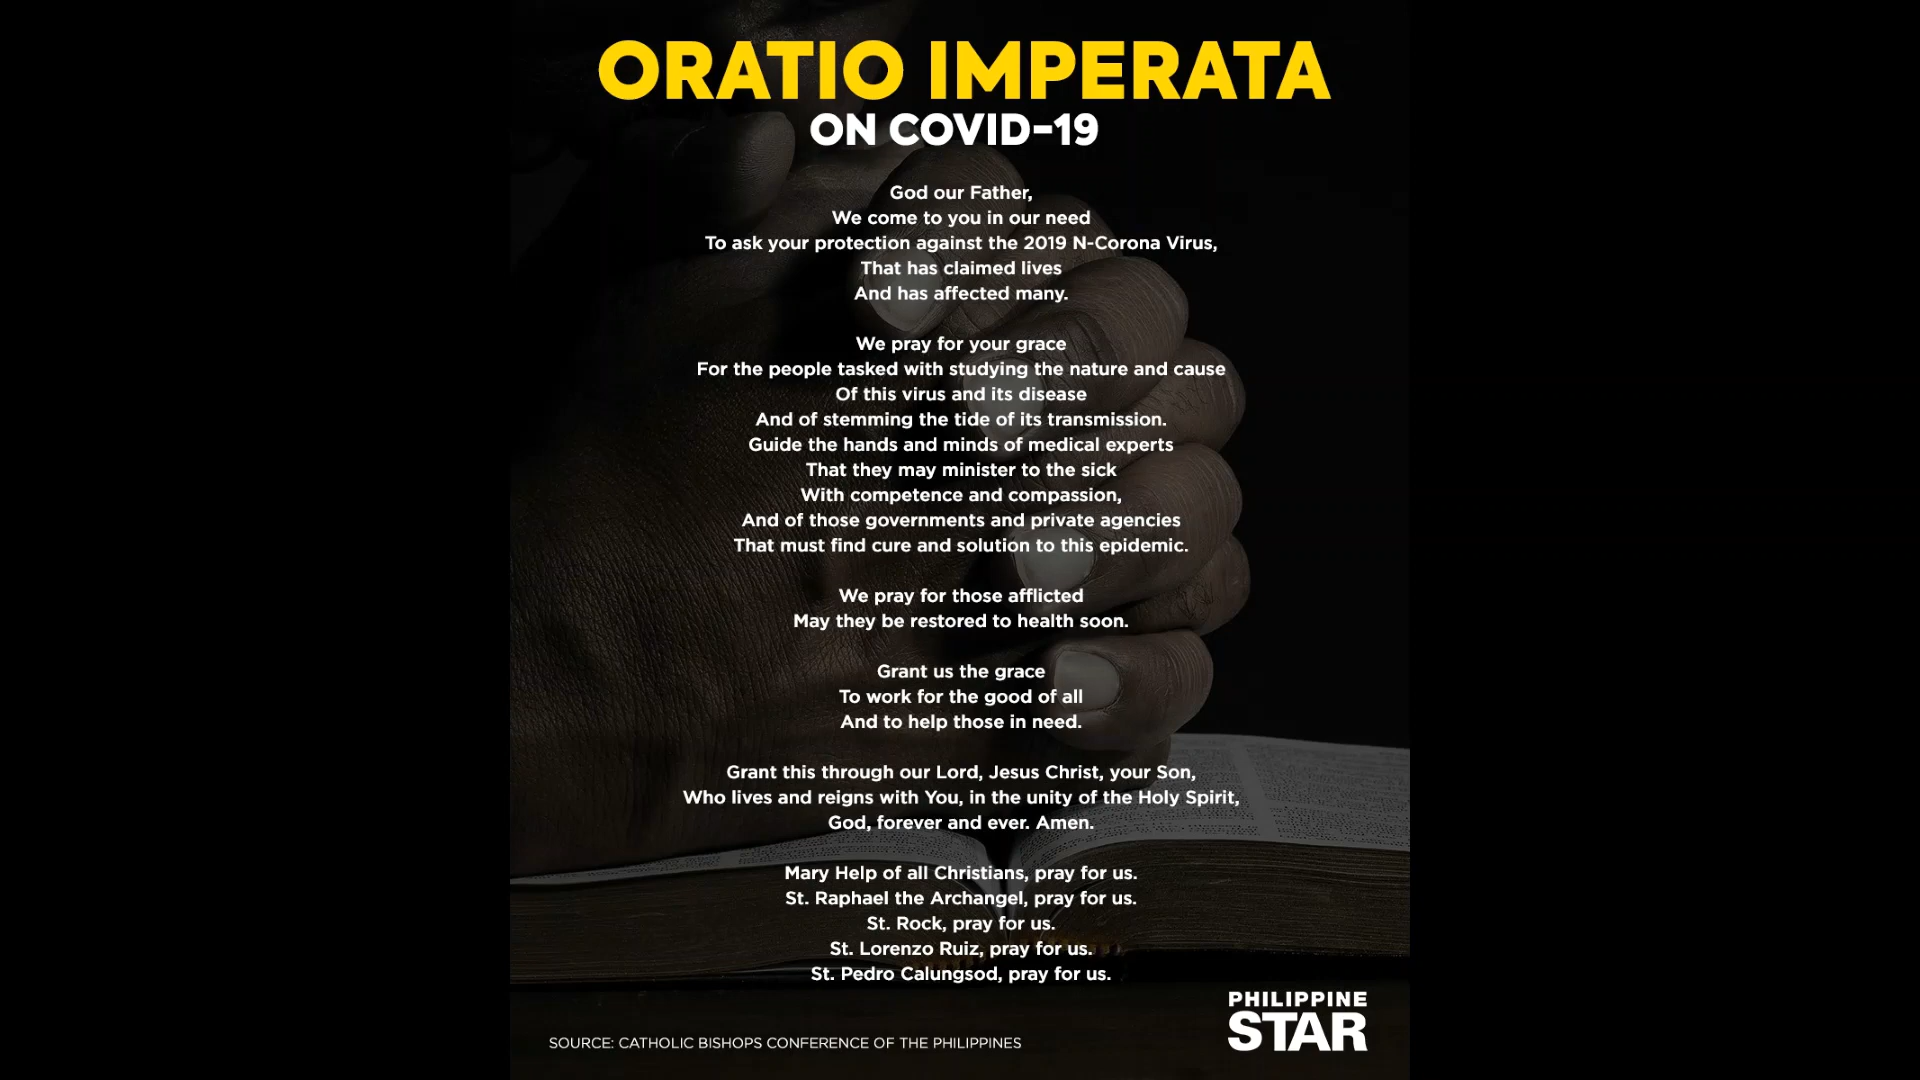 ORATIO IMPERATA
ON COVID-19
God our Father,
We come to you in our need
To ask your protection against the 2019 N-Corona Virus,
That has claimed lives
And has affected many.
We pray for your grace
For the people tasked with studying the nature and cause
Of this virus and its disease
And of stemming the tide of its transmission.
Guide the hands and minds of medical experts
That they may minister to the sick
With competence and compassion,
And of those governments and private agencies
That must find cure and solution to this epidemic.
We pray for those afflicted
May they be restored to health soon.
Grant us the grace
To work for the good of all
And to help those in need.
Grant this through our Lord, Jesus Christ, your Son,
Who lives and reigns with You, in the unity of the Holy Spirit,
God, forever and ever. Amen.
Mary Help of all Christians, pray for us.
St. Raphael the Archangel, pray for us.
St. Rock, pray for us.
St. Lorenzo Ruiz, pray for us.
St. Pedro Calungsod, pray for us.
SOURCE: CATHOLIC BISHOPS CONFERENCE OF THE PHILIPPINES
PHILIPPINE
STAR